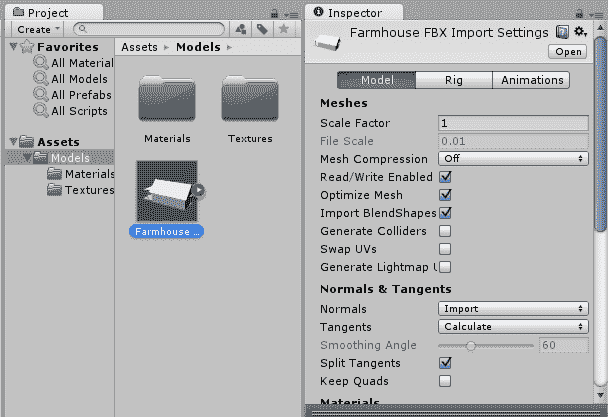 Project
Create
Favorites
All Material
All Models
All Prefabs
All Scripts
Assets
Models
Materials
Textures
Assets Models
Materials Textures
Farmhouse ...
Inspector
Farmhouse FBX Import Settings
Open
Model Rig Animations
Meshes
Scale Factor 1
File Scale 0.01
Mesh Compression Off
Read/Write Enabled
Optimize Mesh
Import BlendShapes
Generate Colliders
Swap UVs
Generate Lightmap U
Normals & Tangents
Normals Import
Tangents Calculate
Smoothing Angle 60
Split Tangents
Keep Quads
Materials